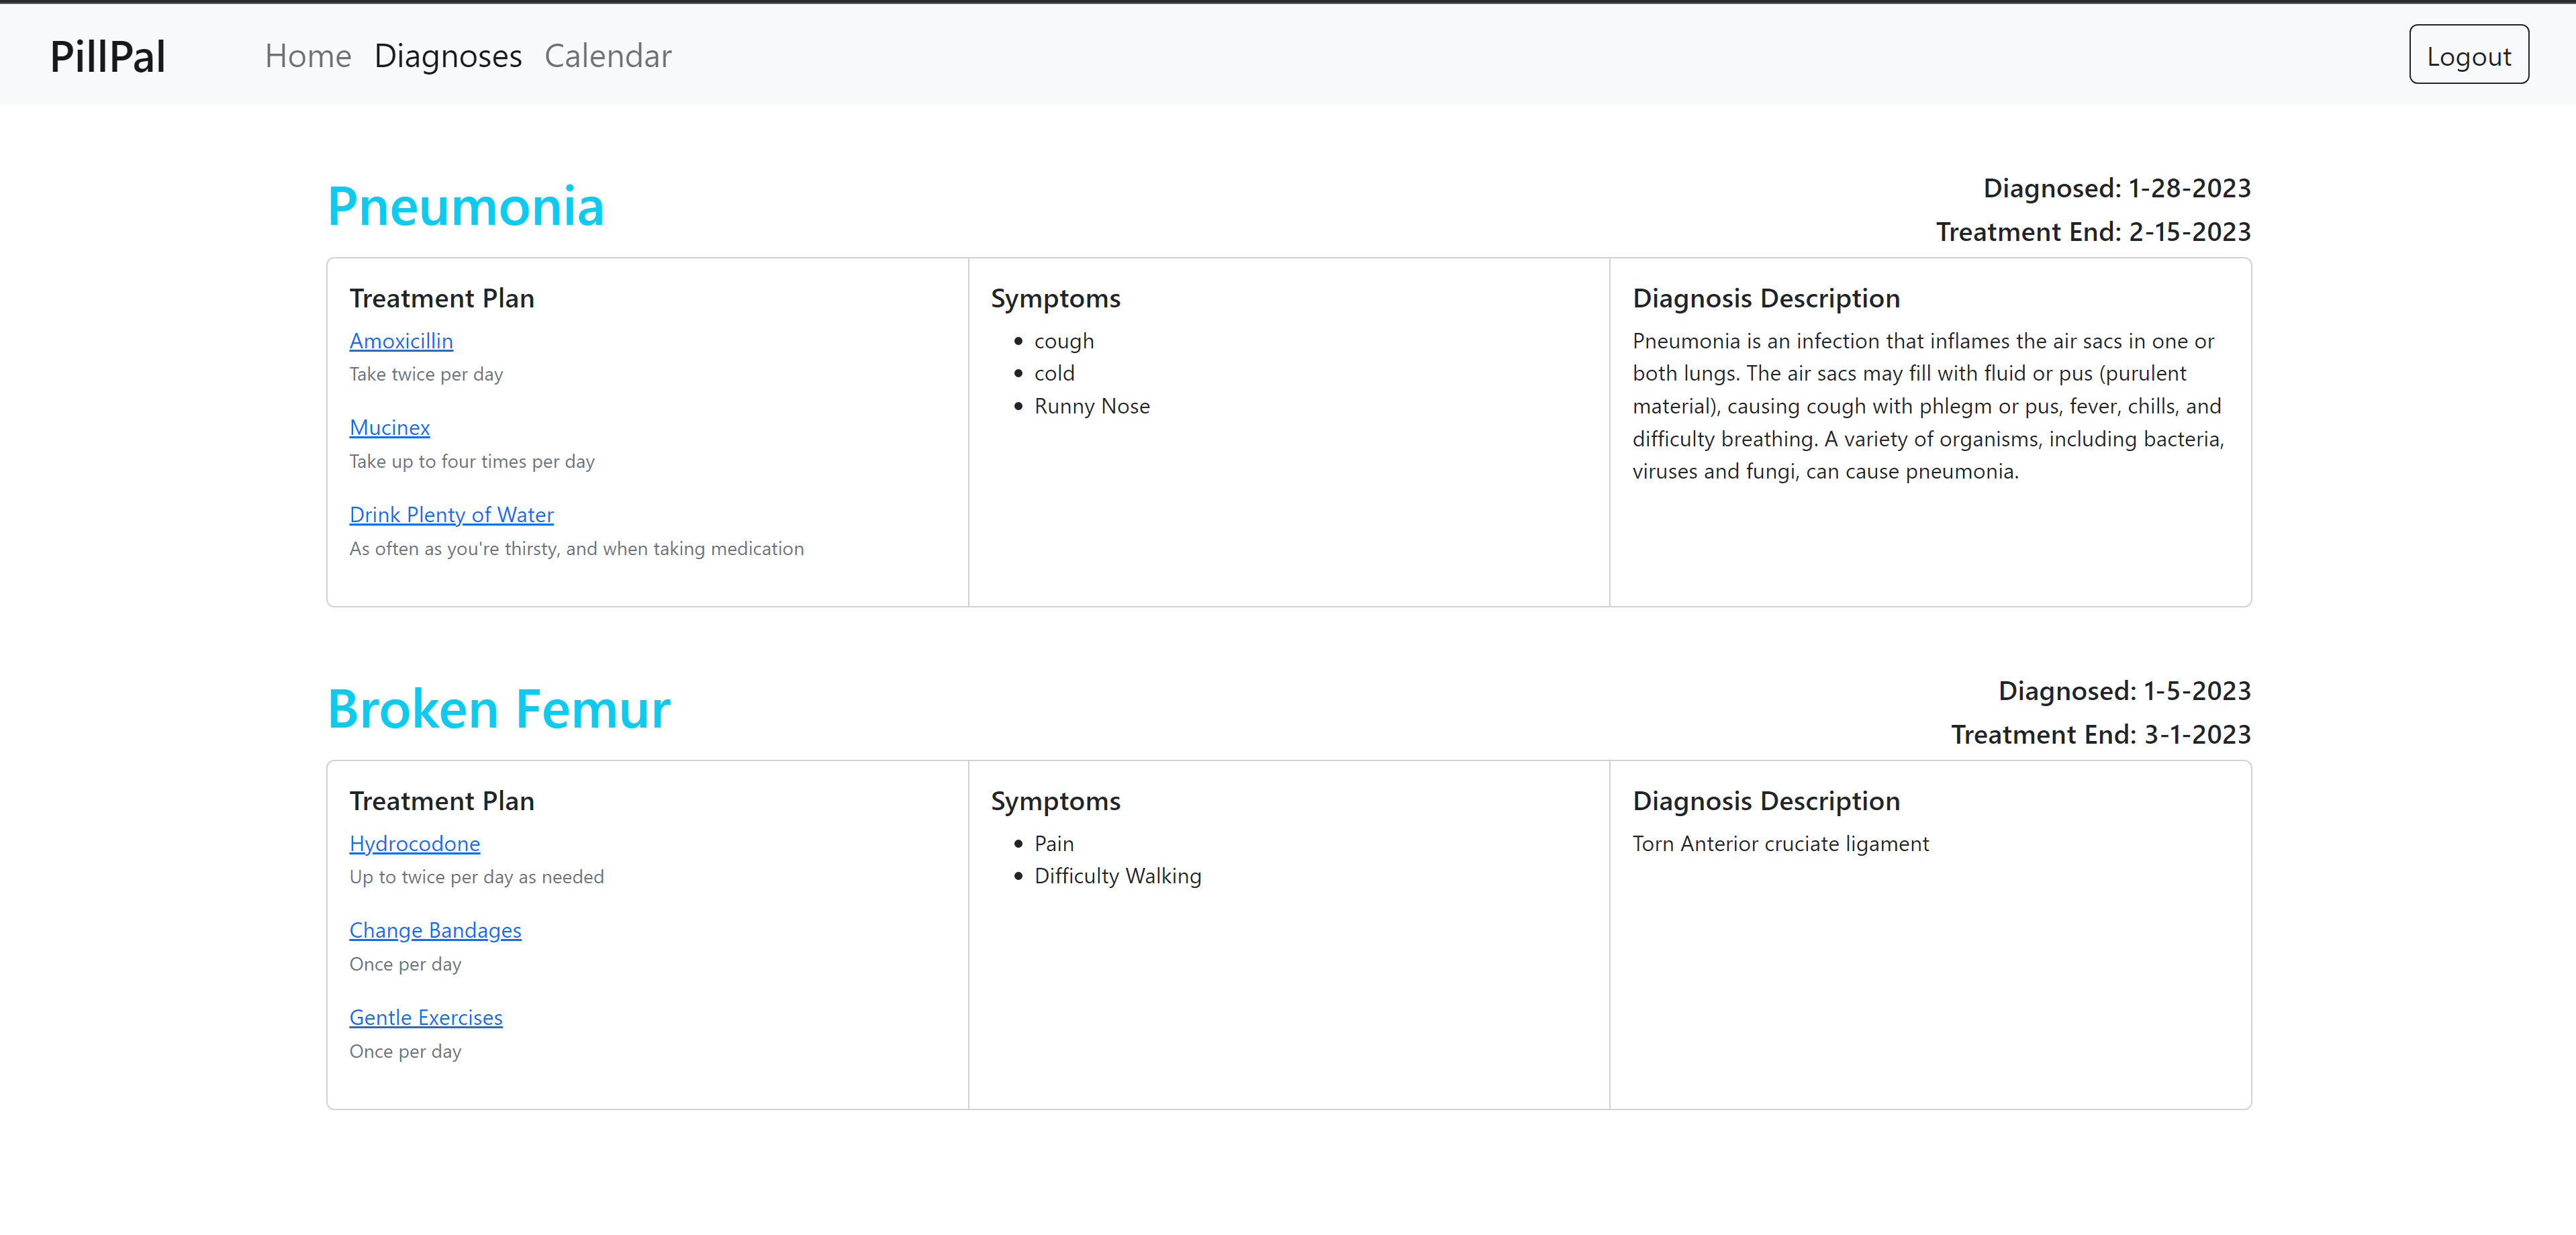 PillPal Home Diagnoses Calendar Logout
Pneumonia
Diagnosed: 1-28-2023
Treatment End: 2-15-2023
Treatment Plan
Amoxicillin
Take twice per day
Mucinex
Take up to four times per day
Drink Plenty of Water
As often as you're thirsty, and when taking medication
Symptoms
cough
cold
Runny Nose
Diagnosis Description
Pneumonia is an infection that inflames the air sacs in one or
both lungs. The air sacs may fill with fluid or pus (purulent
material), causing cough with phlegm or pus, fever, chills, and
difficulty breathing. A variety of organisms, including bacteria,
viruses and fungi, can cause pneumonia.
Broken Femur
Diagnosed: 1-5-2023
Treatment End: 3-1-2023
Treatment Plan
Hydrocodone
Up to twice per day as needed
Change Bandages
Once per day
Gentle Exercises
Once per day
Symptoms
Pain
Difficulty Walking
Diagnosis Description
Torn Anterior cruciate ligament